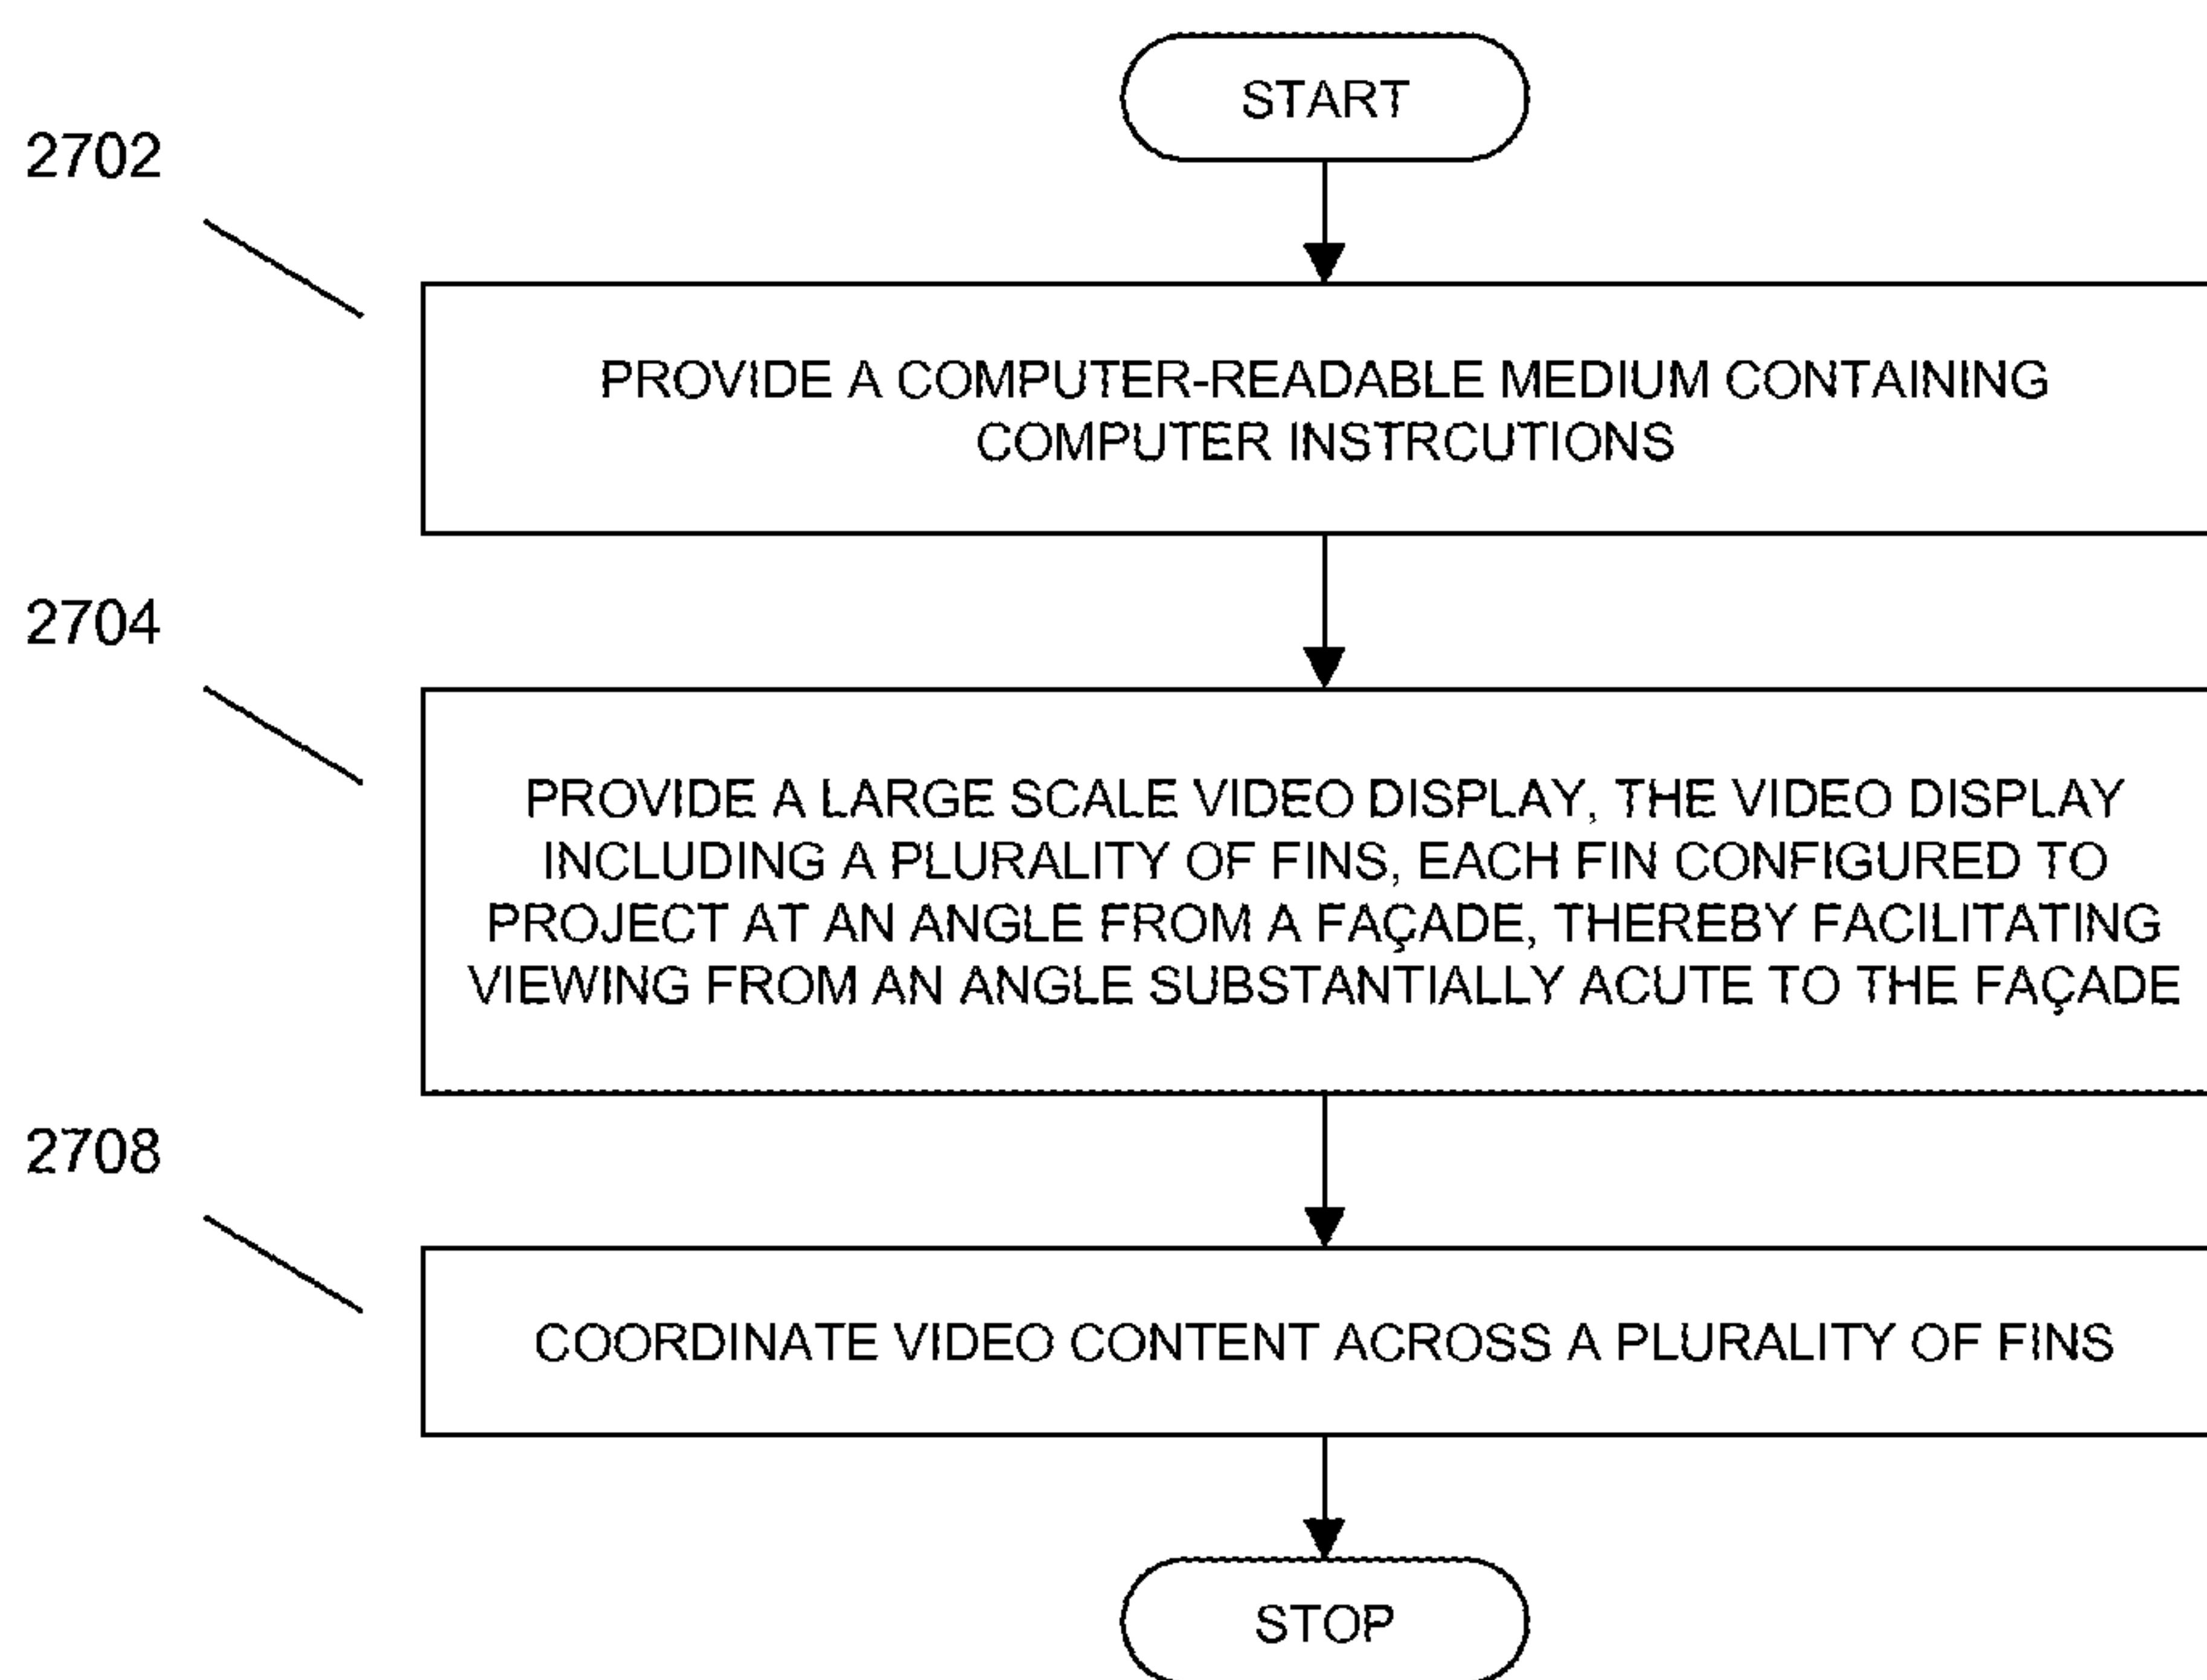 START
2702
PROVIDE A COMPUTER-READABLE MEDIUM CONTAINING
COMPUTER INSTRCUTIONS
2704
PROVIDE A LARGE SCALE VIDEO DISPLAY, THE VIDEO DISPLAY
INCLUDING A PLURALITY OF FINS, EACH FIN CONFIGURED TO
PROJECT AT AN ANGLE FROM A FAÇADE, THEREBY FACILITATING
VIEWING FROM AN ANGLE SUBSTANTIALLY ACUTE TO THE FAÇADE
2708
COORDINATE VIDEO CONTENT ACROSS A PLURALITY OF FINS
STOP